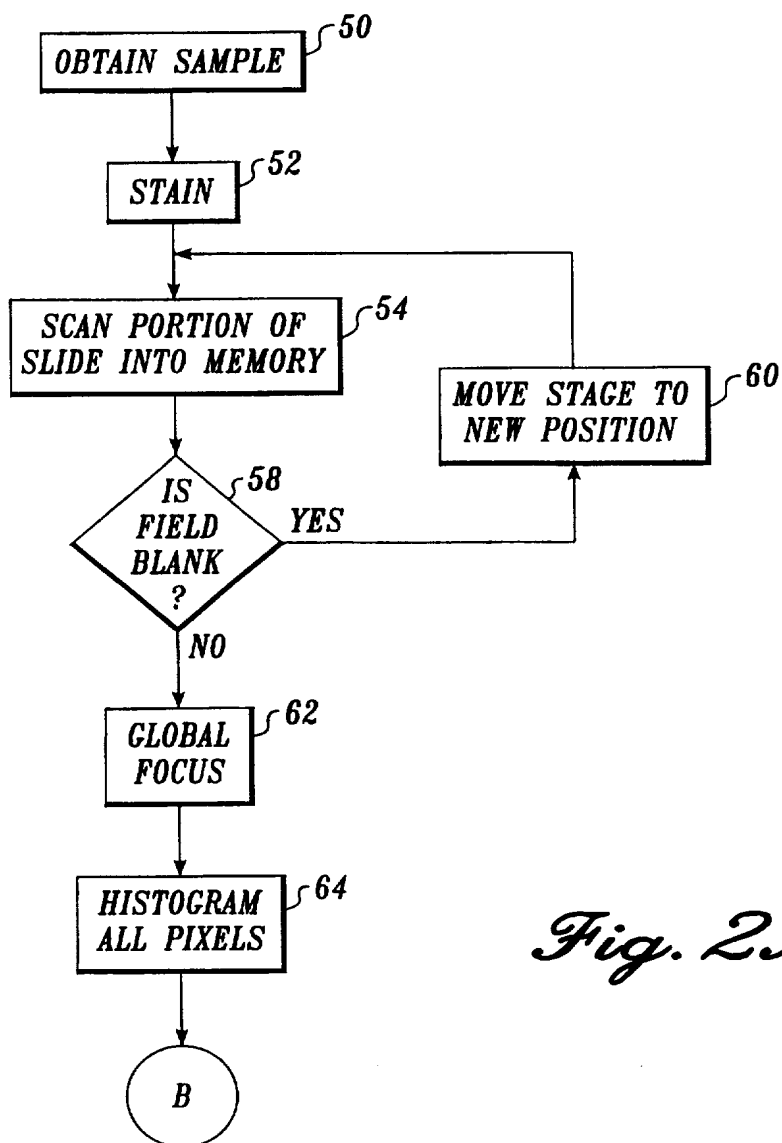 50
OBTAIN SAMPLE
52
STAIN
54
SCAN PORTION OF
SLIDE INTO MEMORY
60
MOVE STAGE TO
NEW POSITION
58
IS
FIELD
BLANK
?
YES
NO
62
GLOBAL
FOCUS
64
HISTOGRAM
ALL PIXELS
Fig. 2
B